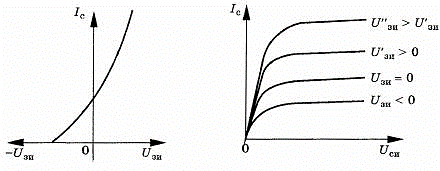 Iс
−Uзи
0
Uзи
Iс
U″зи > U′зи
U′зи > 0
Uзи = 0
Uзи < 0
0
Uси